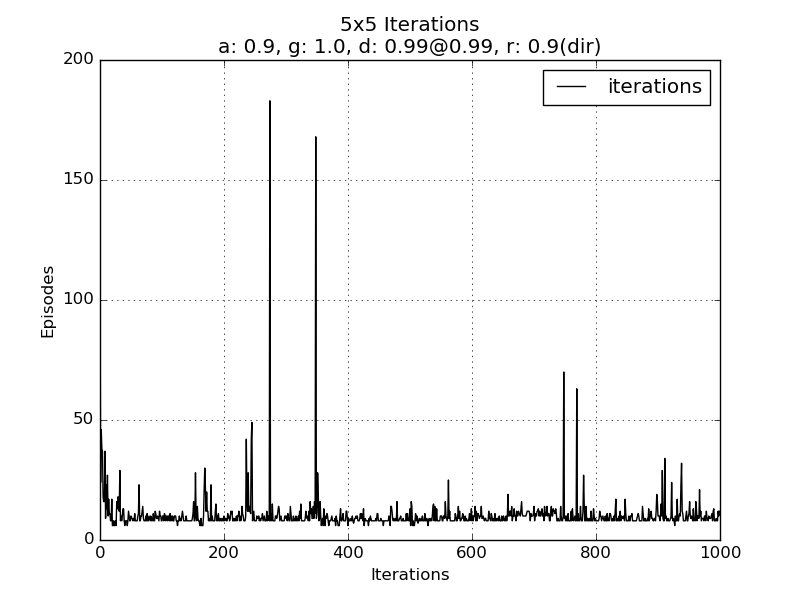 5x5 Iterations
a: 0.9, g: 1.0, d: 0.99@0.99, r: 0.9(dir)
200
iterations
150
Episodes
100
50
0
0 200 400 600 800 1000
Iterations